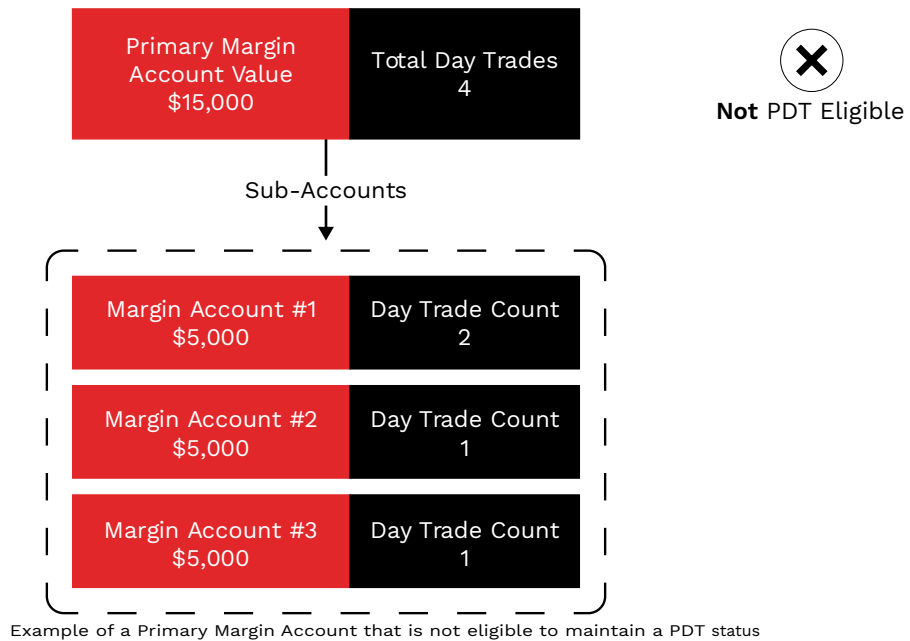 Primary Margin
Account Value
$15,000
Total Day Trades
4
Not PDT Eligible
Sub-Accounts
Margin Account #1
$5,000
Day Trade Count
2
Margin Account #2
$5,000
Day Trade Count
1
Margin Account #3
$5,000
Day Trade Count
1
Example of a Primary Margin Account that is not eligible to maintain a PDT status